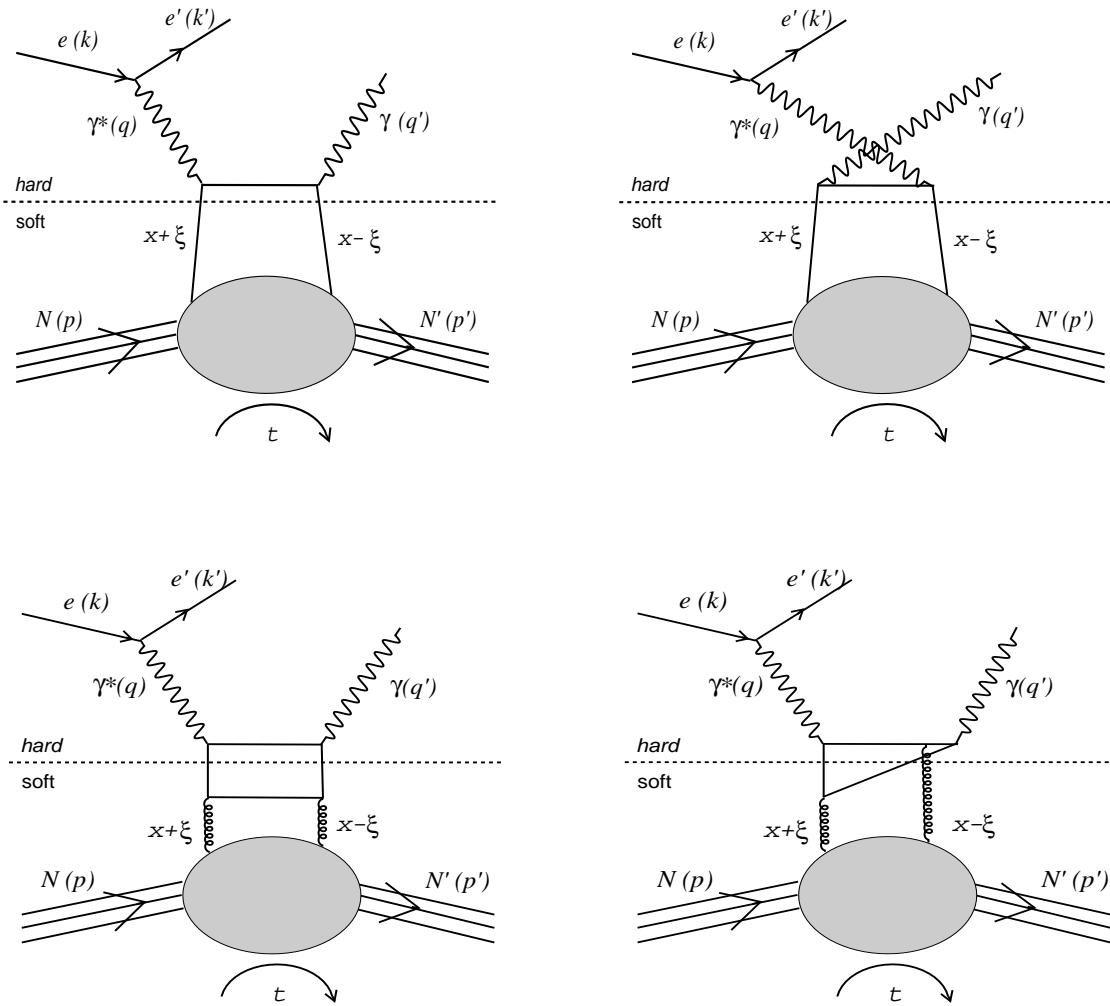 e' (k')
e (k)
γ*(q)
γ (q')
hard
soft
x+ξ
x−ξ
N (p)
N' (p')
t
e' (k')
e (k)
γ*(q)
γ(q')
hard
soft
x+ξ
x−ξ
N (p)
N' (p')
t
e' (k')
e (k)
γ*(q)
γ(q')
hard
soft
x+ξ
x−ξ
N (p)
N' (p')
t
e' (k')
e (k)
γ*(q)
γ(q')
hard
soft
x+ξ
x−ξ
N (p)
N' (p')
t